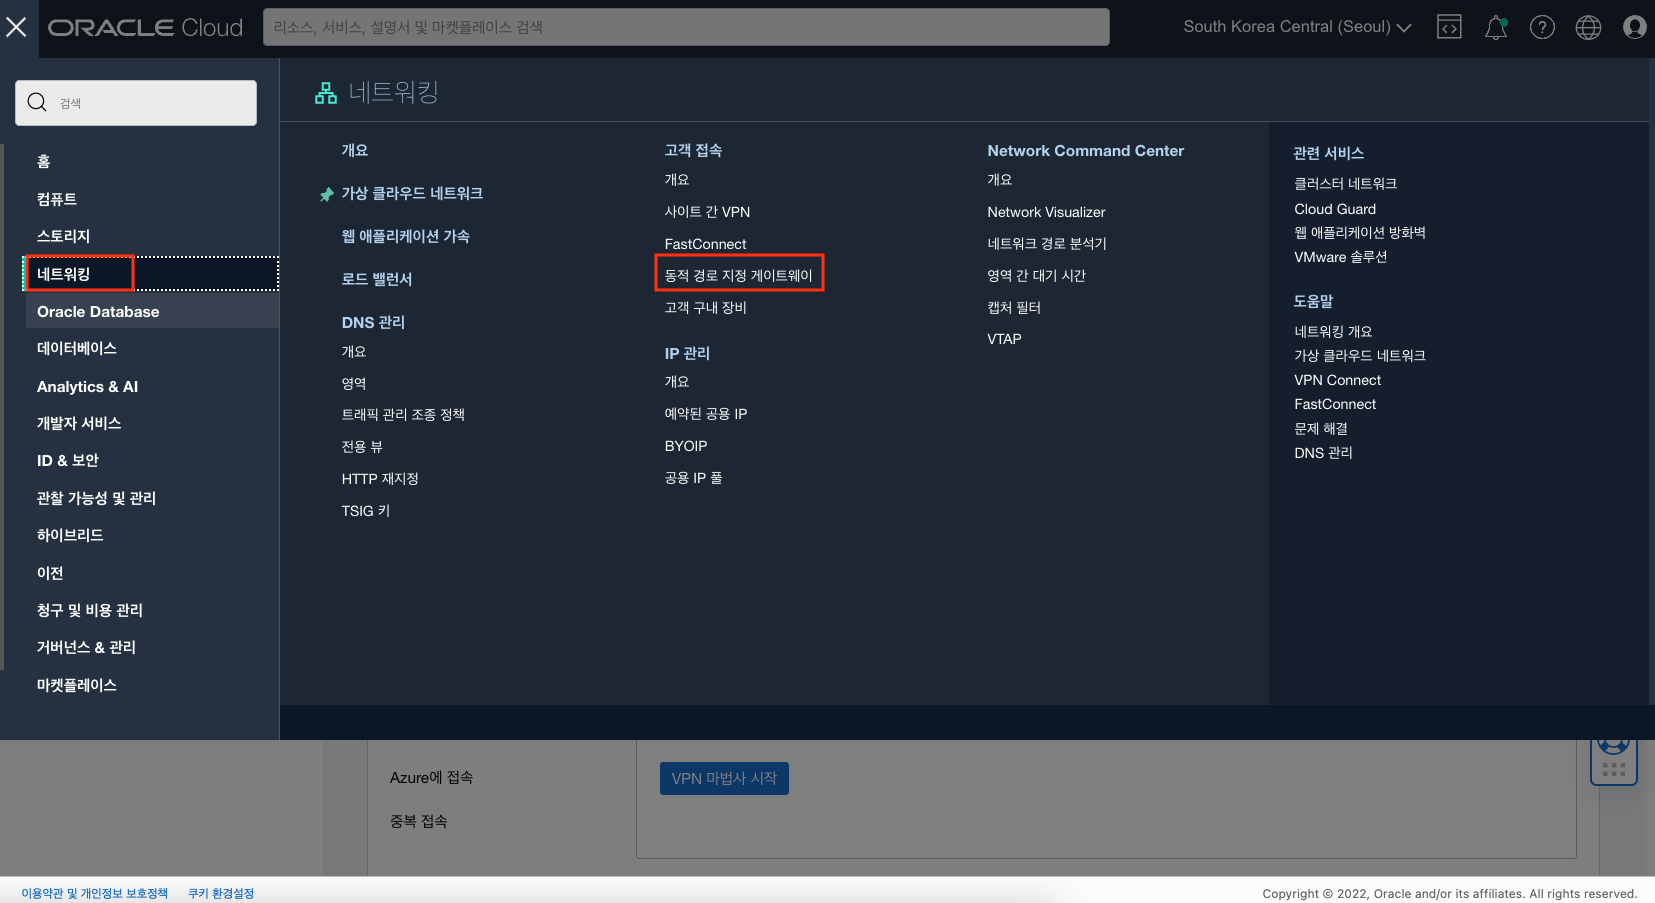 ORACLE Cloud
리소스, 서비스, 설명서 및 마켓플레이스 검색
South Korea Central (Seoul)
검색
홈
컴퓨트
스토리지
네트워킹
Oracle Database
데이터베이스
Analytics & AI
개발자 서비스
ID & 보안
관찰 가능성 및 관리
하이브리드
이전
청구 및 비용 관리
거버넌스 & 관리
마켓플레이스
네트워킹
개요
가상 클라우드 네트워크
웹 애플리케이션 가속
로드 밸런서
DNS 관리
개요
영역
트래픽 관리 조종 정책
전용 뷰
HTTP 재지정
TSIG 키
고객 접속
개요
사이트 간 VPN
FastConnect
동적 경로 지정 게이트웨이
고객 구내 장비
IP 관리
개요
예약된 공용 IP
BYOIP
공용 IP 풀
Network Command Center
개요
Network Visualizer
네트워크 경로 분석기
영역 간 대기 시간
캡처 필터
VTAP
관련 서비스
클러스터 네트워크
Cloud Guard
웹 애플리케이션 방화벽
VMware 솔루션
도움말
네트워킹 개요
가상 클라우드 네트워크
VPN Connect
FastConnect
문제 해결
DNS 관리
Azure에 접속
중복 접속
VPN 마법사 시작
이용약관 및 개인정보 보호정책 쿠키 환경설정
Copyright © 2022, Oracle and/or its affiliates. All rights reserved.